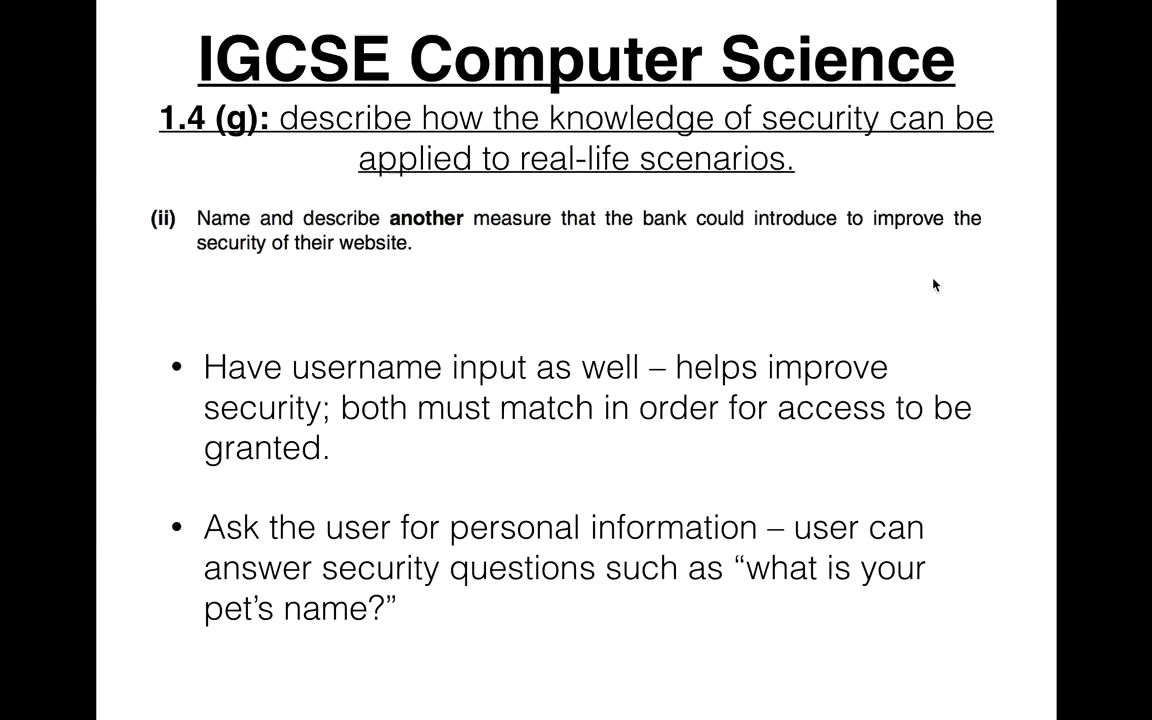 IGCSE Computer Science
1.4 (g): describe how the knowledge of security can be
applied to real-life scenarios.
(ii) Name and describe another measure that the bank could introduce to improve the
security of their website.
• Have username input as well – helps improve
security; both must match in order for access to be
granted.
• Ask the user for personal information – user can
answer security questions such as “what is your
pet’s name?”